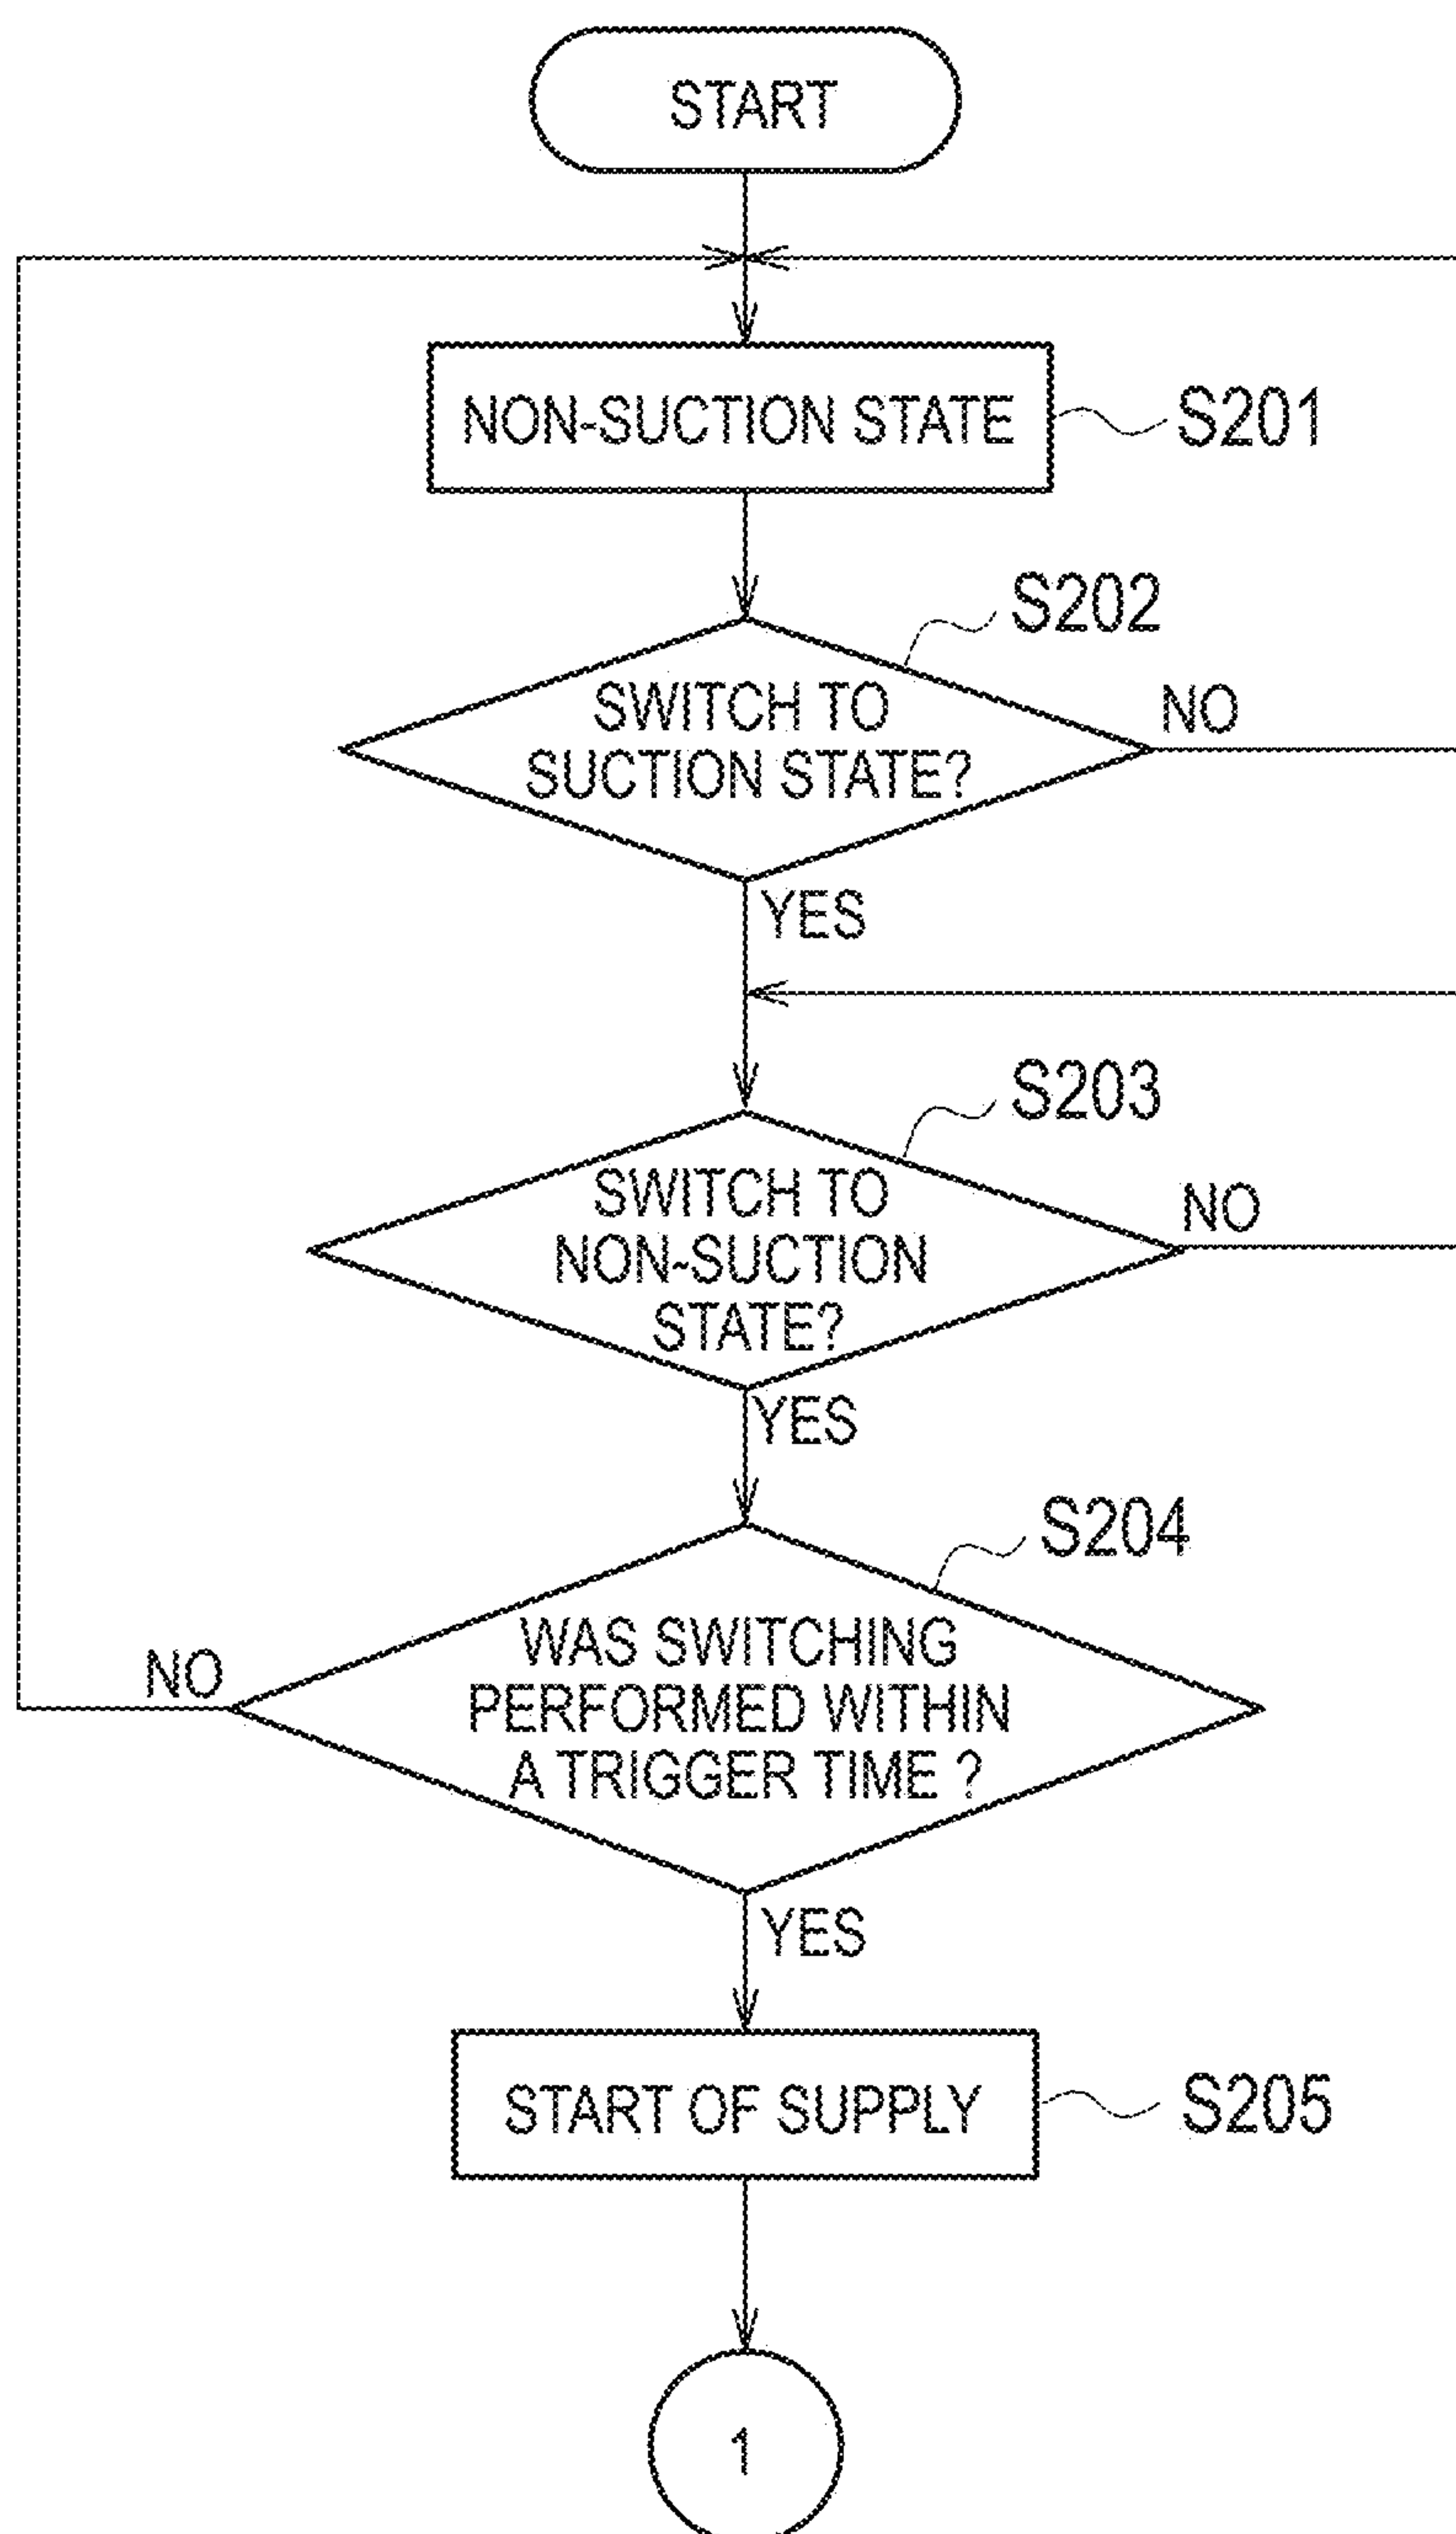 START
NON-SUCTION STATE
S201
S202
SWITCH TO
SUCTION STATE?
NO
YES
S203
SWITCH TO
NON-SUCTION
STATE?
NO
YES
S204
WAS SWITCHING
PERFORMED WITHIN
A TRIGGER TIME ?
NO
YES
START OF SUPPLY
S205
1